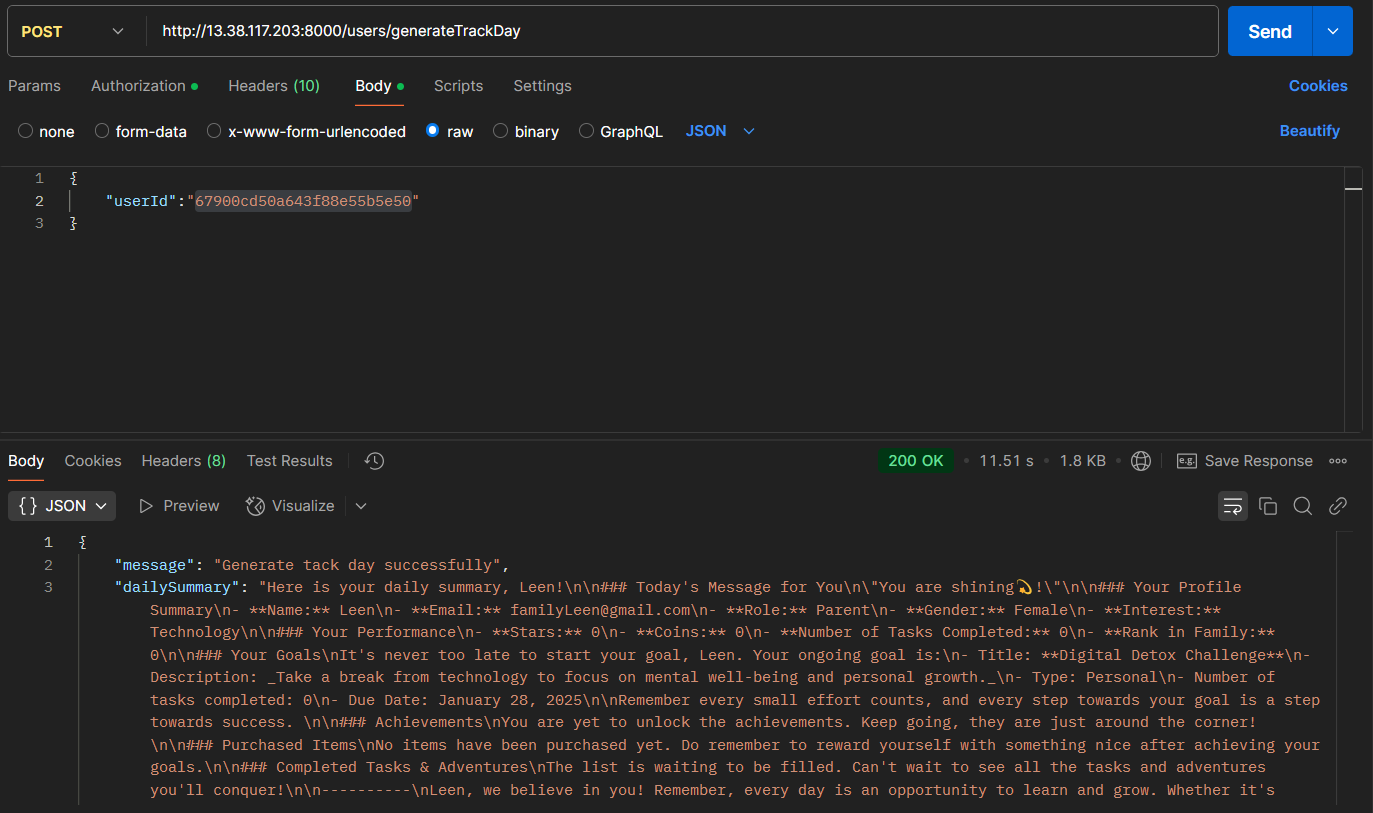 POST http://13.38.117.203:8000/users/generateTrackDay Send
Params Authorization Headers (10) Body Scripts Settings Cookies
none form-data x-www-form-urlencoded raw binary GraphQL JSON Beautify
1 {
2 "userId":"67900cd50a643f88e55b5e50"
3 }
Body Cookies Headers (8) Test Results 200 OK • 11.51 s • 1.8 KB • e.g. Save Response
{} JSON Preview Visualize
1 {
2 "message": "Generate tack day successfully",
3 "dailySummary": "Here is your daily summary, Leen!\n\n### Today's Message for You\n\"You are shining💫!\"\n\n### Your Profile
Summary\n- **Name:** Leen\n- **Email:** familyLeen@gmail.com\n- **Role:** Parent\n- **Gender:** Female\n- **Interest:**
Technology\n\n### Your Performance\n- **Stars:** 0\n- **Coins:** 0\n- **Number of Tasks Completed:** 0\n- **Rank in Family:**
0\n\n### Your Goals\nIt's never too late to start your goal, Leen. Your ongoing goal is:\n- Title: **Digital Detox Challenge**\n-
Description: _Take a break from technology to focus on mental well-being and personal growth._\n- Type: Personal\n- Number of
tasks completed: 0\n- Due Date: January 28, 2025\n\nRemember every small effort counts, and every step towards your goal is a step
towards success. \n\n### Achievements\nYou are yet to unlock the achievements. Keep going, they are just around the corner!
\n\n### Purchased Items\nNo items have been purchased yet. Do remember to reward yourself with something nice after achieving your
goals.\n\n### Completed Tasks & Adventures\nThe list is waiting to be filled. Can't wait to see all the tasks and adventures
you'll conquer!\n\n----------\nLeen, we believe in you! Remember, every day is an opportunity to learn and grow. Whether it's